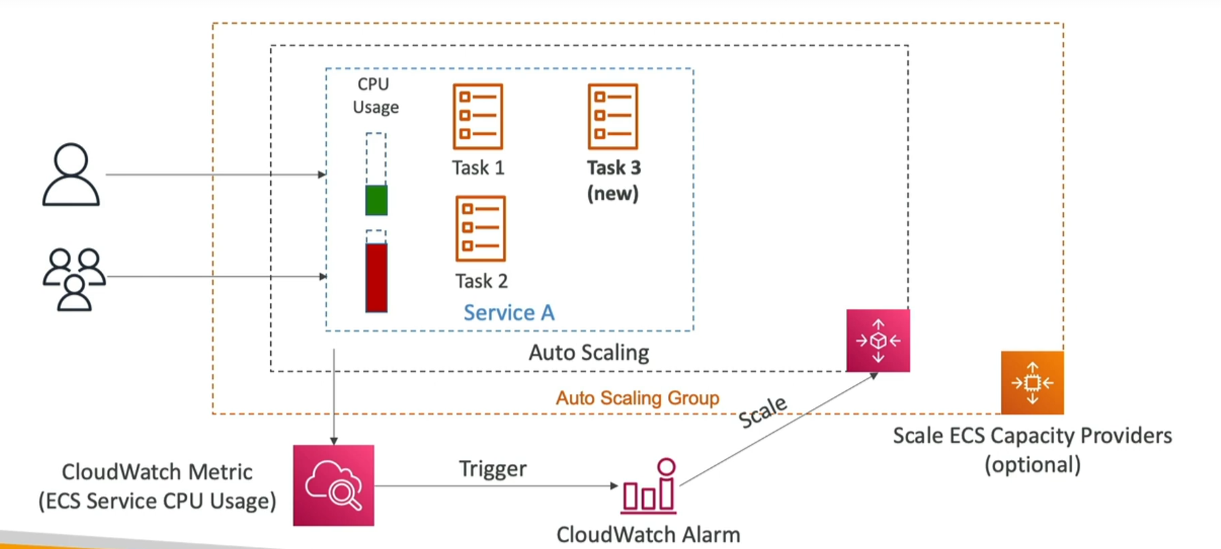 CPU
Usage
Task 1
Task 3
(new)
Task 2
Service A
Auto Scaling
Auto Scaling Group
Scale
Scale ECS Capacity Providers
(optional)
CloudWatch Metric
(ECS Service CPU Usage)
Trigger
CloudWatch Alarm